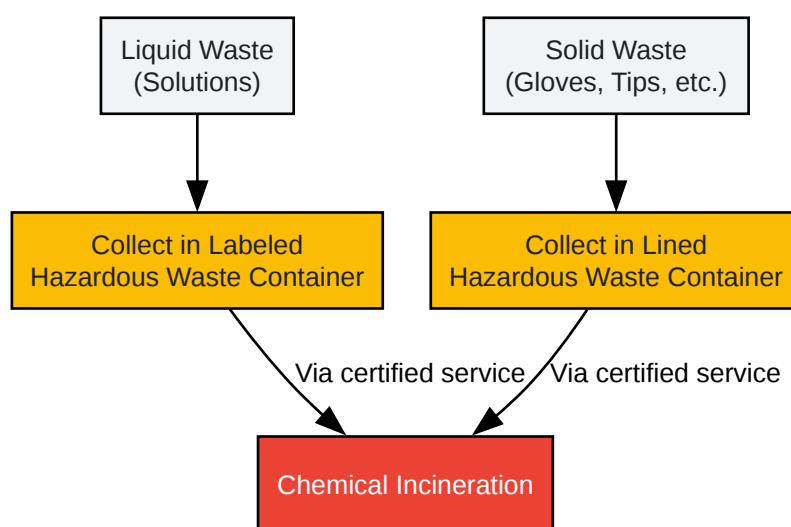 Liquid Waste
(Solutions)
Solid Waste
(Gloves, Tips, etc.)
Collect in Labeled
Hazardous Waste Container
Collect in Lined
Hazardous Waste Container
Via certified service
Via certified service
Chemical Incineration